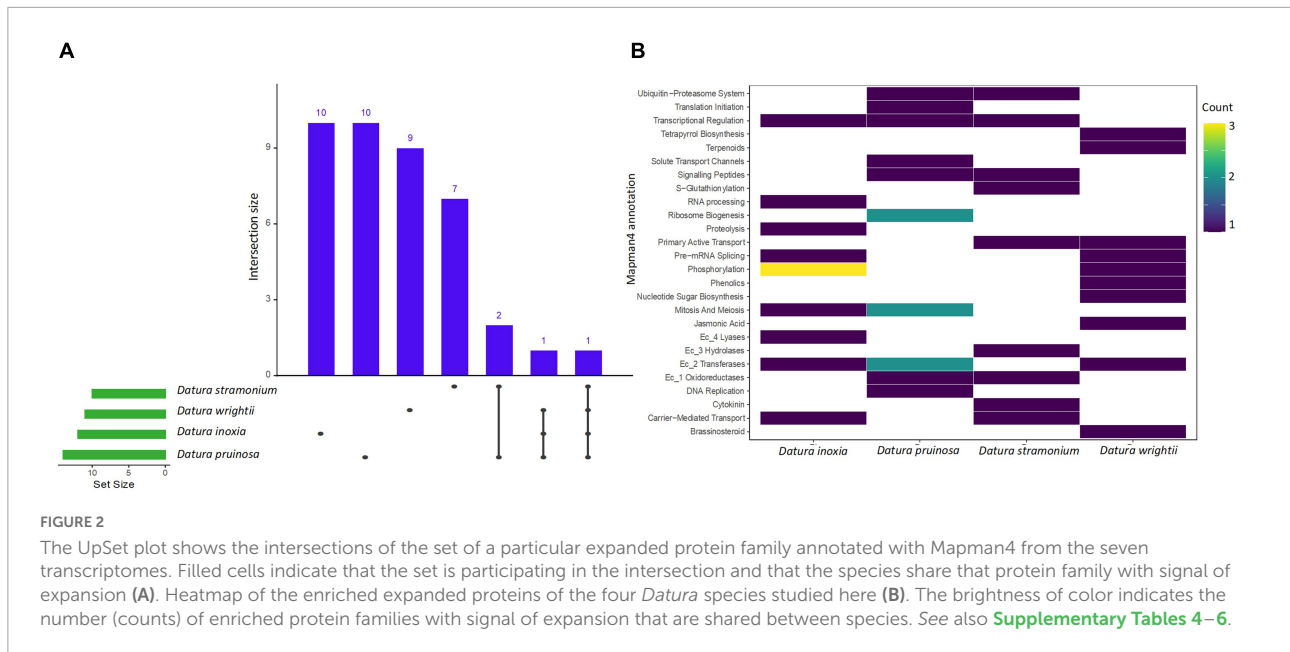 A
B
10
10
9
7
2
1
1
Intersection size
9
6
3
0
Datura stramonium
Datura wrightii
Datura inoxia
Datura pruinosa
10
5
0
Set Size
Mapman4 annotation
Ubiquitin−Proteasome System
Translation Initiation
Transcriptional Regulation
Tetrapyrrol Biosynthesis
Terpenoids
Solute Transport Channels
Signalling Peptides
S−Glutathionylation
RNA processing
Ribosome Biogenesis
Proteolysis
Primary Active Transport
Pre−mRNA Splicing
Phosphorylation
Phenolics
Nucleotide Sugar Biosynthesis
Mitosis And Meiosis
Jasmonic Acid
Ec_4 Lyases
Ec_3 Hydrolases
Ec_2 Transferases
Ec_1 Oxidoreductases
DNA Replication
Cytokinin
Carrier−Mediated Transport
Brassinosteroid
Datura inoxia
Datura pruinosa
Datura stramonium
Datura wrightii
Count
3
2
1
FIGURE 2
The UpSet plot shows the intersections of the set of a particular expanded protein family annotated with Mapman4 from the seven
transcriptomes. Filled cells indicate that the set is participating in the intersection and that the species share that protein family with signal of
expansion (A). Heatmap of the enriched expanded proteins of the four Datura species studied here (B). The brightness of color indicates the
number (counts) of enriched protein families with signal of expansion that are shared between species. See also Supplementary Tables 4–6.